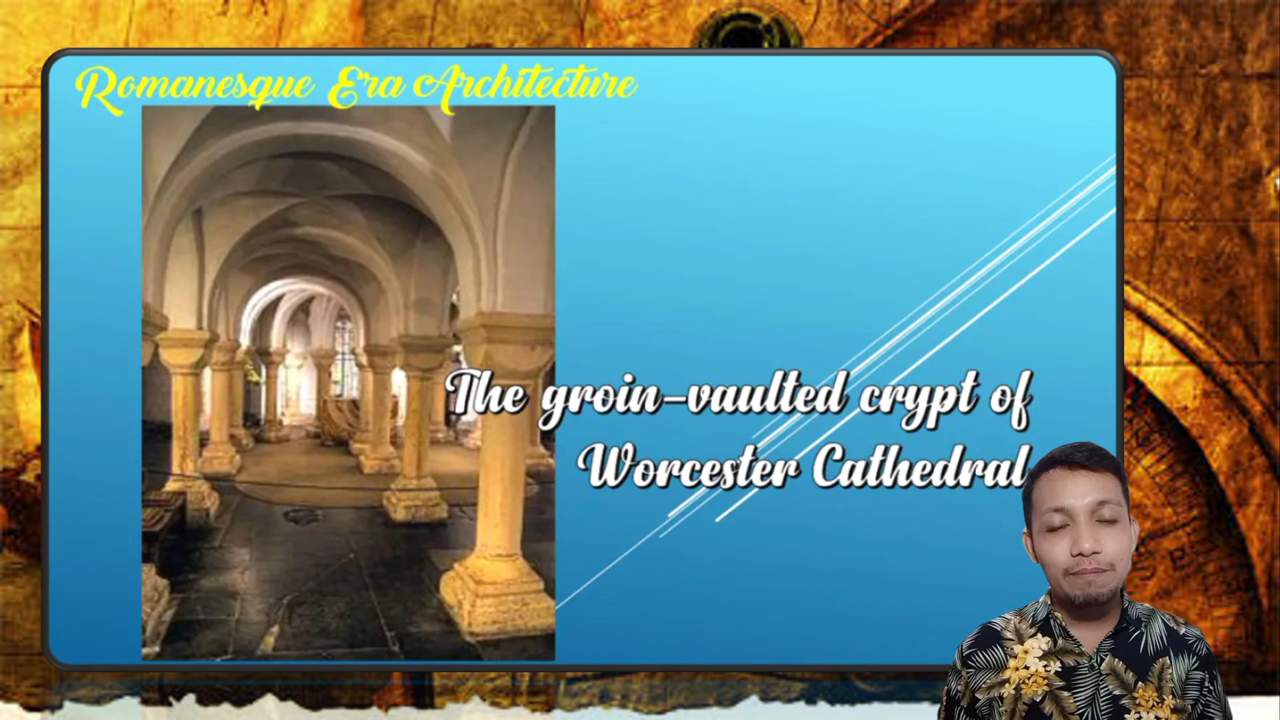 Romanesque Era Architecture
The groin-vaulted crypt of
Worcester Cathedral